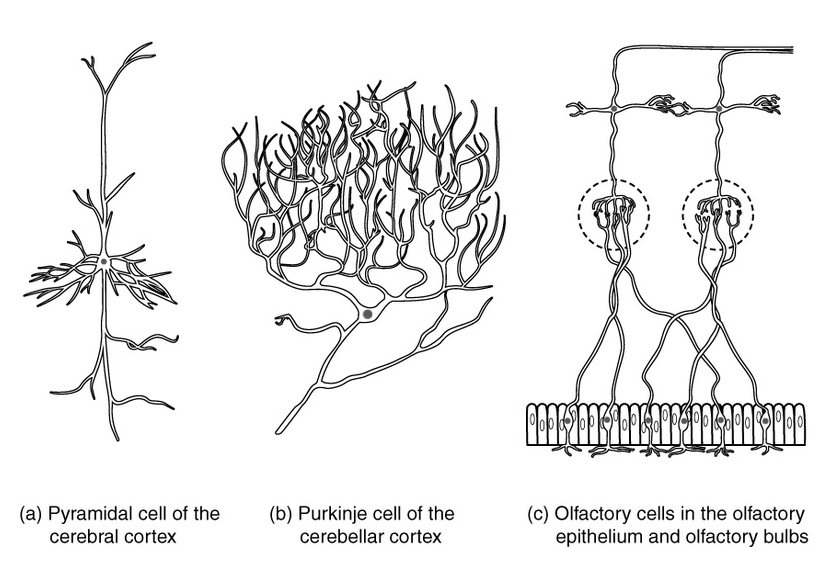 (a) Pyramidal cell of the
cerebral cortex
(b) Purkinje cell of the
cerebellar cortex
(c) Olfactory cells in the olfactory
epithelium and olfactory bulbs